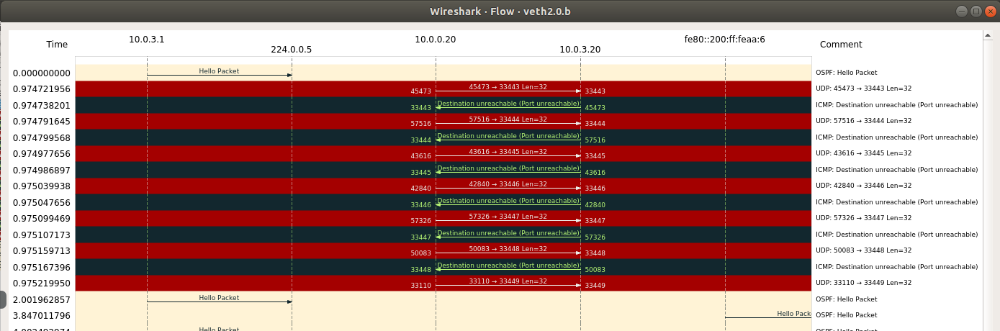 Wireshark · Flow · veth2.0.b
Time 10.0.3.1 224.0.0.5 10.0.0.20 10.0.3.20 fe80::200:ff:feaa:6 Comment
0.000000000 Hello Packet OSPF: Hello Packet
0.974721956 45473 45473 → 33443 Len=32 33443 UDP: 45473 → 33443 Len=32
0.974738201 33443 Destination unreachable (Port unreachable) 45473 ICMP: Destination unreachable (Port unreachable)
0.974791645 57516 57516 → 33444 Len=32 33444 UDP: 57516 → 33444 Len=32
0.974799568 33444 Destination unreachable (Port unreachable) 57516 ICMP: Destination unreachable (Port unreachable)
0.974977656 43616 43616 → 33445 Len=32 33445 UDP: 43616 → 33445 Len=32
0.974986897 33445 Destination unreachable (Port unreachable) 43616 ICMP: Destination unreachable (Port unreachable)
0.975039938 42840 42840 → 33446 Len=32 33446 UDP: 42840 → 33446 Len=32
0.975047656 33446 Destination unreachable (Port unreachable) 42840 ICMP: Destination unreachable (Port unreachable)
0.975099469 57326 57326 → 33447 Len=32 33447 UDP: 57326 → 33447 Len=32
0.975107173 33447 Destination unreachable (Port unreachable) 57326 ICMP: Destination unreachable (Port unreachable)
0.975159713 50083 50083 → 33448 Len=32 33448 UDP: 50083 → 33448 Len=32
0.975167396 33448 Destination unreachable (Port unreachable) 50083 ICMP: Destination unreachable (Port unreachable)
0.975219950 33110 33110 → 33449 Len=32 33449 UDP: 33110 → 33449 Len=32
2.001962857 Hello Packet OSPF: Hello Packet
3.847011796 Hello Pack OSPF: Hello Packet
Hello Packet OSPF: Hello Packet